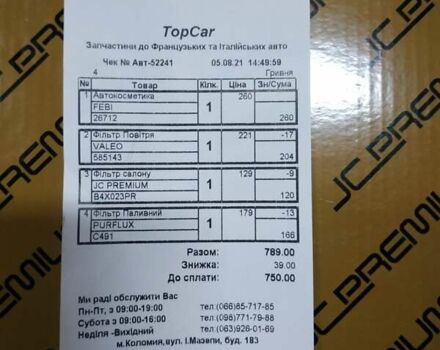 TopCar
Запчастини до Французьких та Італійських авто
Чек № Авт-52241 05.08.21 14:49:59
4 Гривня
№ Товар Кілк. Ціна Зн/Сума
1 Автокосметика 1 260
FEBI
26712 260
2 Фільтр Повітря 1 221 -17
VALEO
585143 204
3 Фільтр салону 1 129 -9
JC PREMIUM
B4X023PR 120
4 Фільтр Паливний 1 179 -13
PURFLUX
C491 166
Разом: 789.00
Знижка: 39.00
До сплати: 750.00
Ми раді обслужити Вас
Пн-Пт, з 09:00-19:00 тел (066)65-717-85
Субота з 09:00-16:00 тел (098)771-79-88
Неділя -Вихідний тел (063)926-01-69
м.Коломия,вул. І.Мазепи, буд. 183
JC PREMIUM
JC PREMIUM